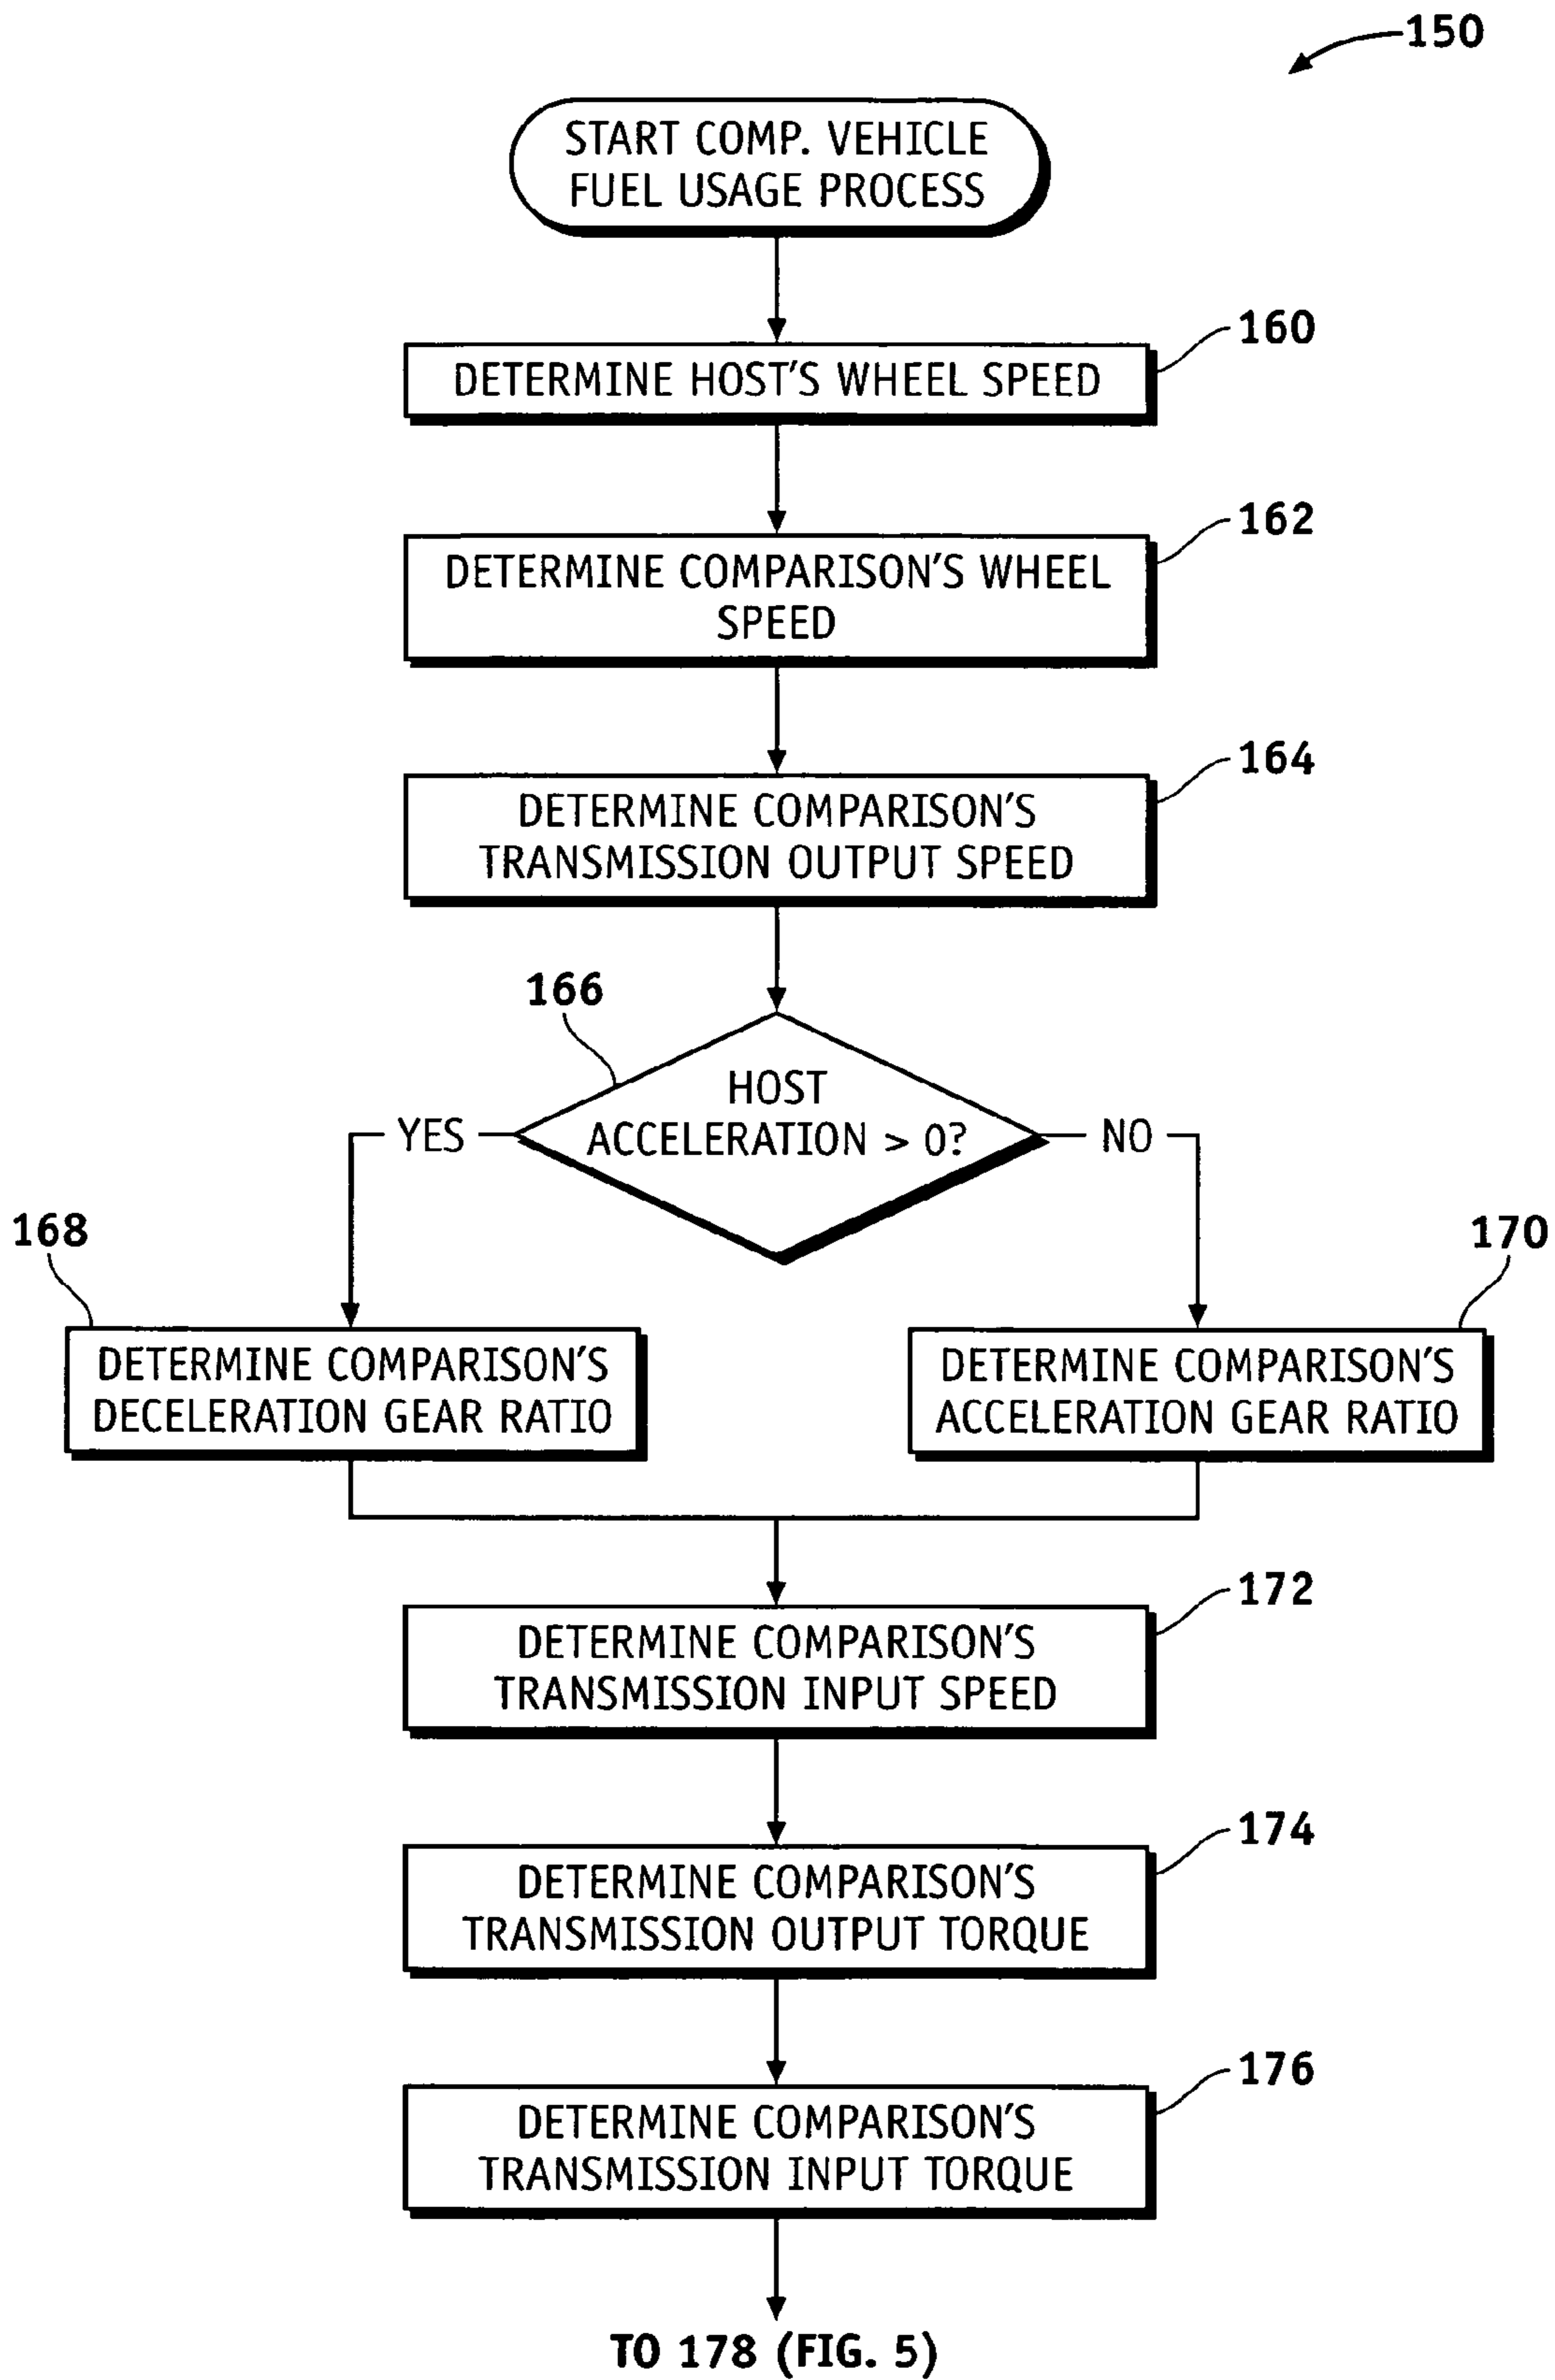 150
START COMP. VEHICLE
FUEL USAGE PROCESS
160
DETERMINE HOST'S WHEEL SPEED
162
DETERMINE COMPARISON'S WHEEL
SPEED
164
DETERMINE COMPARISON'S
TRANSMISSION OUTPUT SPEED
166
HOST
ACCELERATION > 0?
YES
NO
168
170
DETERMINE COMPARISON'S
DECELERATION GEAR RATIO
DETERMINE COMPARISON'S
ACCELERATION GEAR RATIO
172
DETERMINE COMPARISON'S
TRANSMISSION INPUT SPEED
174
DETERMINE COMPARISON'S
TRANSMISSION OUTPUT TORQUE
176
DETERMINE COMPARISON'S
TRANSMISSION INPUT TORQUE
TO 178 (FIG. 5)